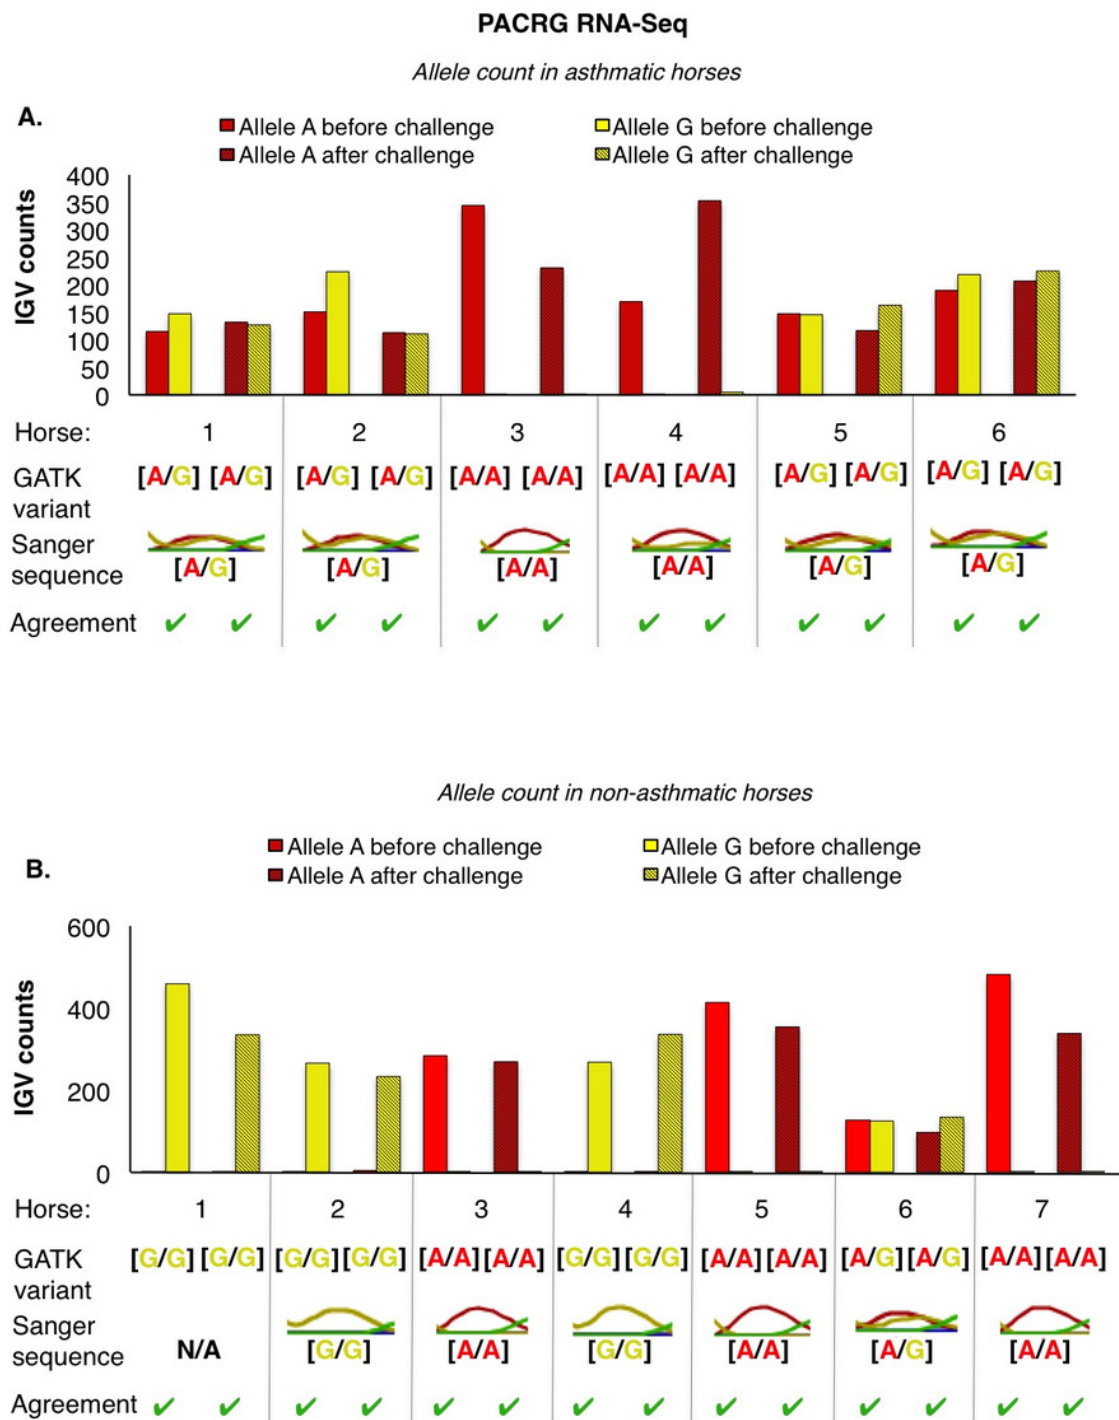 PACRG RNA-Seq
Allele count in asthmatic horses
A.
Allele A before challenge
Allele G before challenge
Allele A after challenge
Allele G after challenge
IGV counts
400
350
300
250
200
150
100
50
0
Horse: 1 2 3 4 5 6
GATK variant
[A/G] [A/G] [A/G] [A/G] [A/A] [A/A] [A/A] [A/A] [A/G] [A/G] [A/G] [A/G]
Sanger sequence
[A/G] [A/G] [A/A] [A/A] [A/G] [A/G]
Agreement ✔ ✔ ✔ ✔ ✔ ✔ ✔ ✔ ✔ ✔ ✔ ✔
Allele count in non-asthmatic horses
B.
Allele A before challenge
Allele G before challenge
Allele A after challenge
Allele G after challenge
IGV counts
600
400
200
0
Horse: 1 2 3 4 5 6 7
GATK variant
[G/G] [G/G] [G/G] [G/G] [A/A] [A/A] [G/G] [G/G] [A/A] [A/A] [A/G] [A/G] [A/A] [A/A]
Sanger sequence
N/A [G/G] [A/A] [G/G] [A/A] [A/G] [A/A]
Agreement ✔ ✔ ✔ ✔ ✔ ✔ ✔ ✔ ✔ ✔ ✔ ✔ ✔ ✔